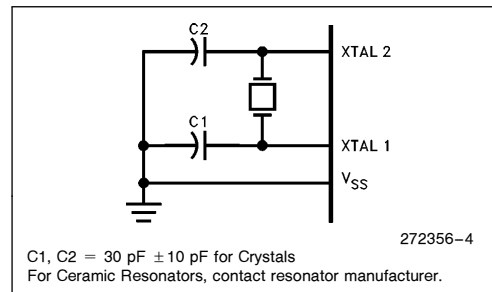 C2
XTAL 2
C1
XTAL 1
VSS
272356–4
C1, C2 = 30 pF ±10 pF for Crystals
For Ceramic Resonators, contact resonator manufacturer.